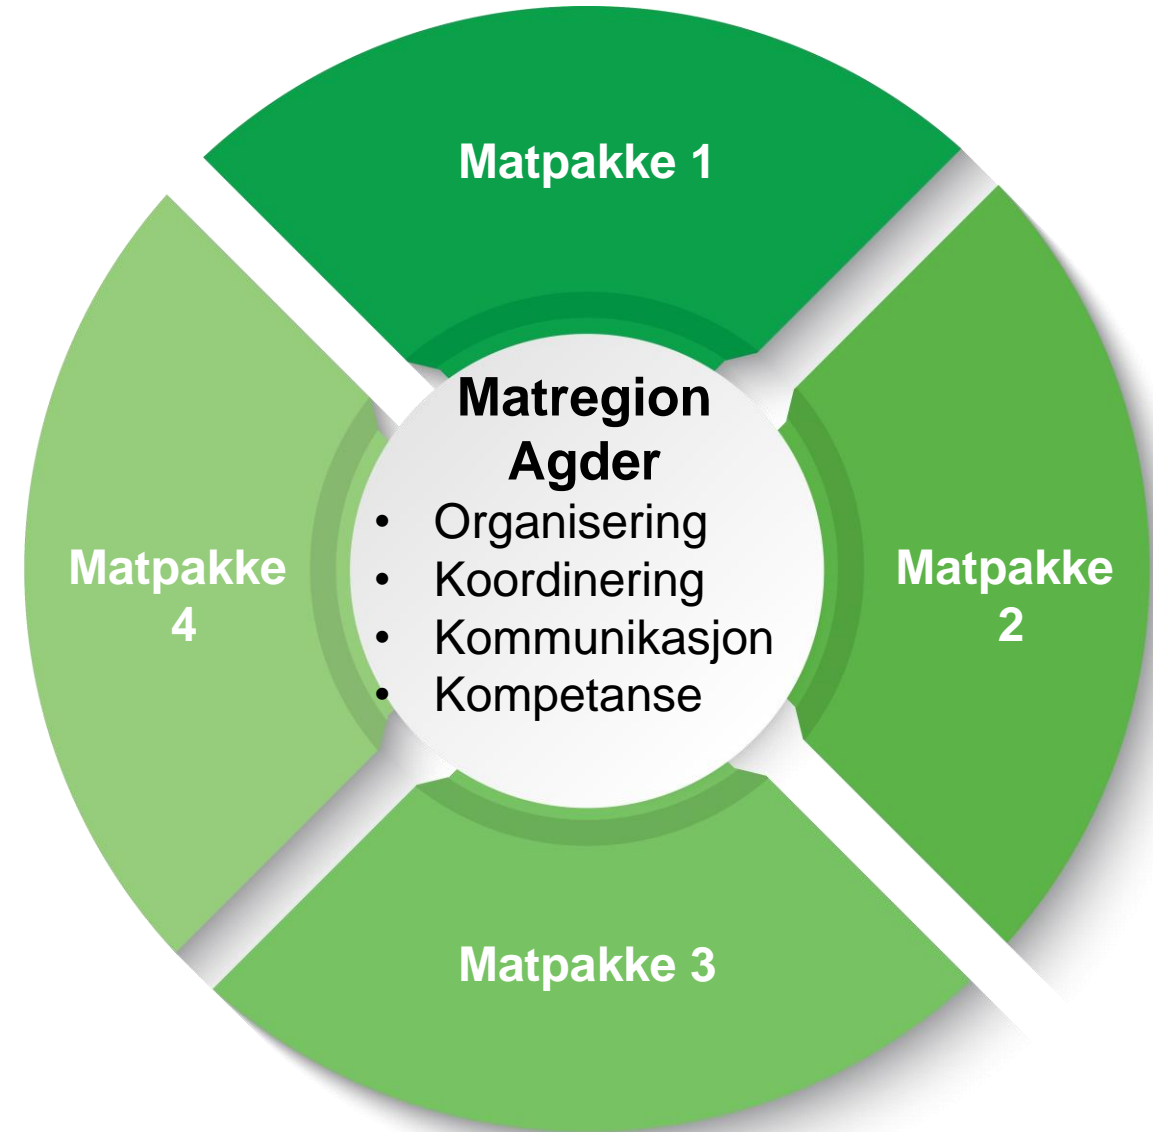 Matpakke 1
Matregion
Agder
• Organisering
• Koordinering
• Kommunikasjon
• Kompetanse
Matpakke
4
Matpakke
2
Matpakke 3